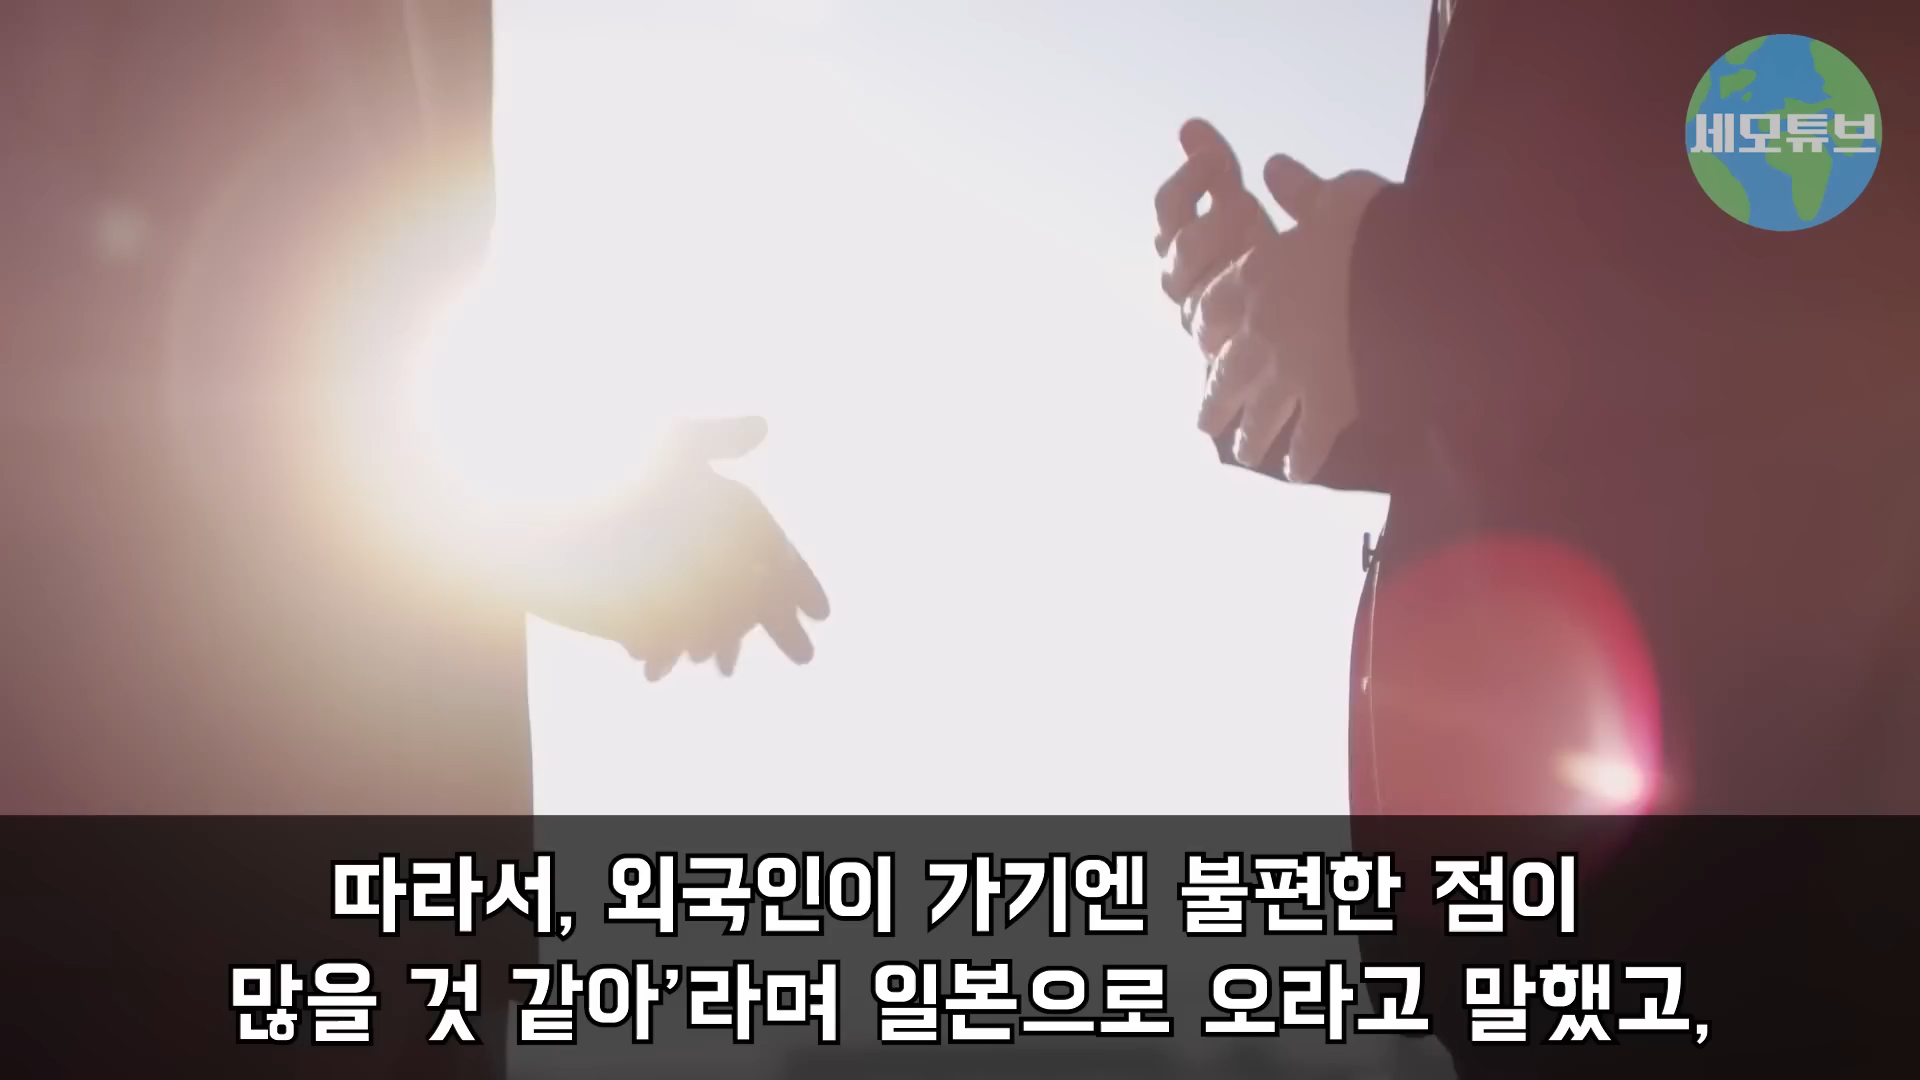 세모튜브
따라서, 외국인이 가기엔 불편한 점이
많을 것 같아’라며 일본으로 오라고 말했고,